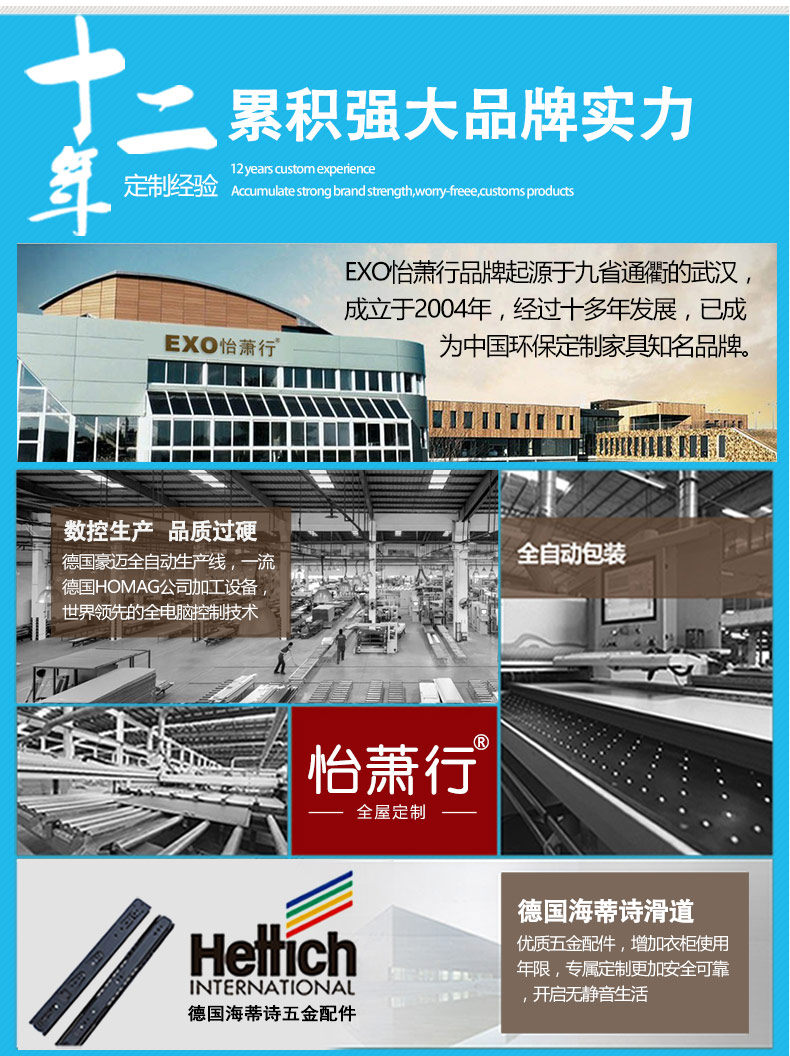 十二年
定制经验
累积强大品牌实力
12 years custom experience
Accumulate strong brand strength,worry-freee,customs products
EXO怡萧行品牌起源于九省通衢的武汉，
成立于2004年，经过十多年发展，已成
为中国环保定制家具知名品牌。
EXO怡萧行®
数控生产 品质过硬
德国豪迈全自动生产线，一流
德国HOMAG公司加工设备，
世界领先的全电脑控制技术
全自动包装
怡萧行®
全屋定制
Hettich
INTERNATIONAL
德国海蒂诗五金配件
德国海蒂诗滑道
优质五金配件，增加衣柜使用
年限，专属定制更加安全可靠
，开启无静音生活